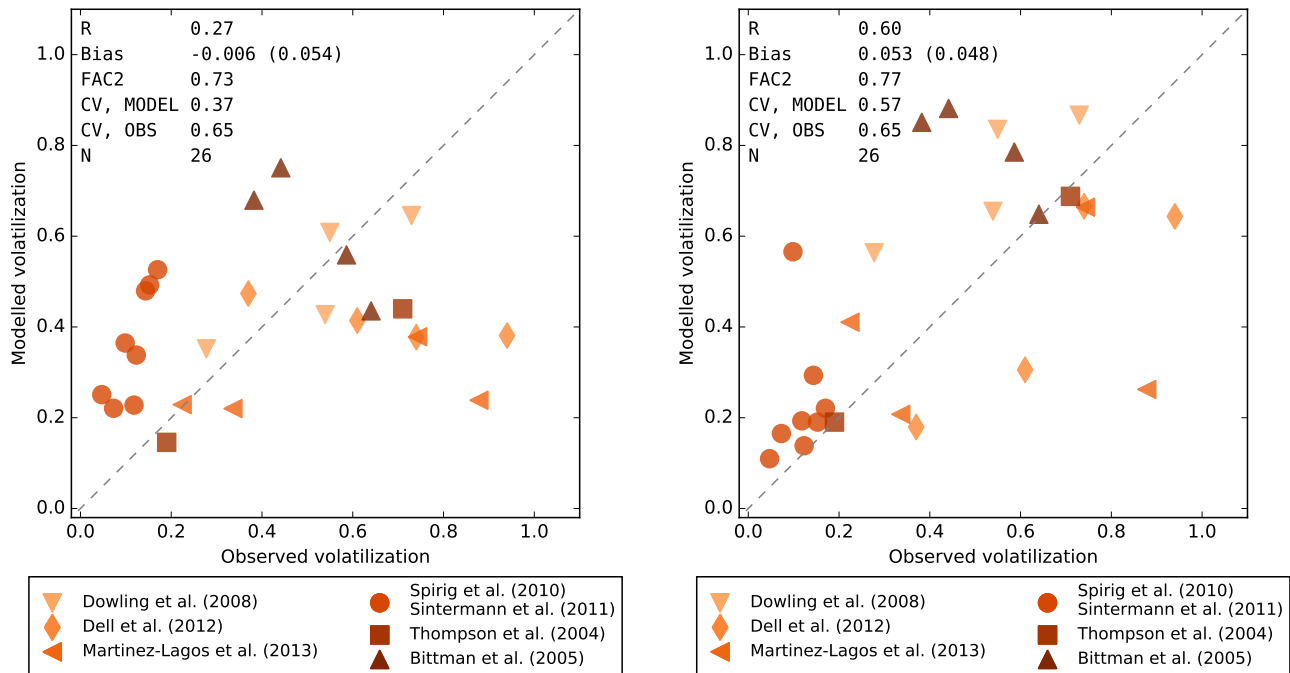 R 0.27
Bias -0.006 (0.054)
FAC2 0.73
CV, MODEL 0.37
CV, OBS 0.65
N 26
1.0
0.8
0.6
0.4
0.2
0.0
Modelled volatilization
0.0 0.2 0.4 0.6 0.8 1.0
Observed volatilization
Dowling et al. (2008)
Dell et al. (2012)
Martinez-Lagos et al. (2013)
Spirig et al. (2010)
Sintermann et al. (2011)
Thompson et al. (2004)
Bittman et al. (2005)
R 0.60
Bias 0.053 (0.048)
FAC2 0.77
CV, MODEL 0.57
CV, OBS 0.65
N 26
1.0
0.8
0.6
0.4
0.2
0.0
Modelled volatilization
0.0 0.2 0.4 0.6 0.8 1.0
Observed volatilization
Dowling et al. (2008)
Dell et al. (2012)
Martinez-Lagos et al. (2013)
Spirig et al. (2010)
Sintermann et al. (2011)
Thompson et al. (2004)
Bittman et al. (2005)